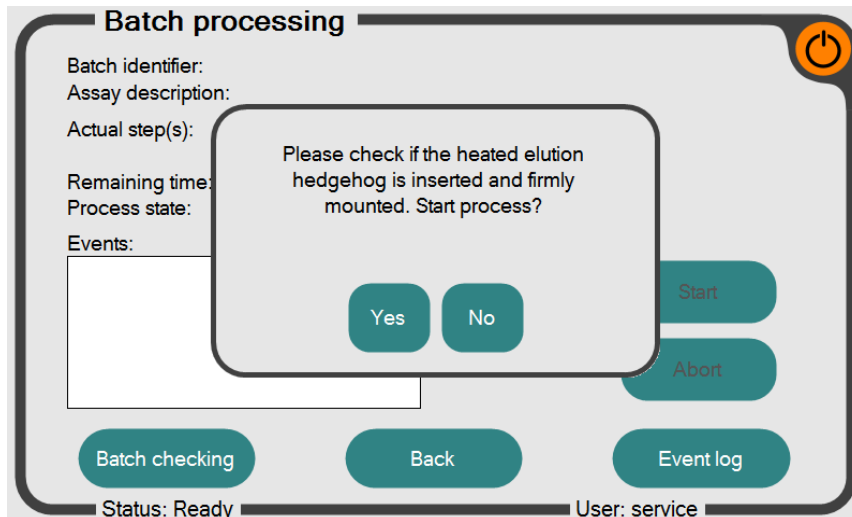 Batch processing
Batch identifier:
Assay description:
Actual step(s):
Please check if the heated elution
hedgehog is inserted and firmly
mounted. Start process?
Remaining time:
Process state:
Events:
Yes
No
Start
Abort
Batch checking
Back
Event log
Status: Ready
User: service